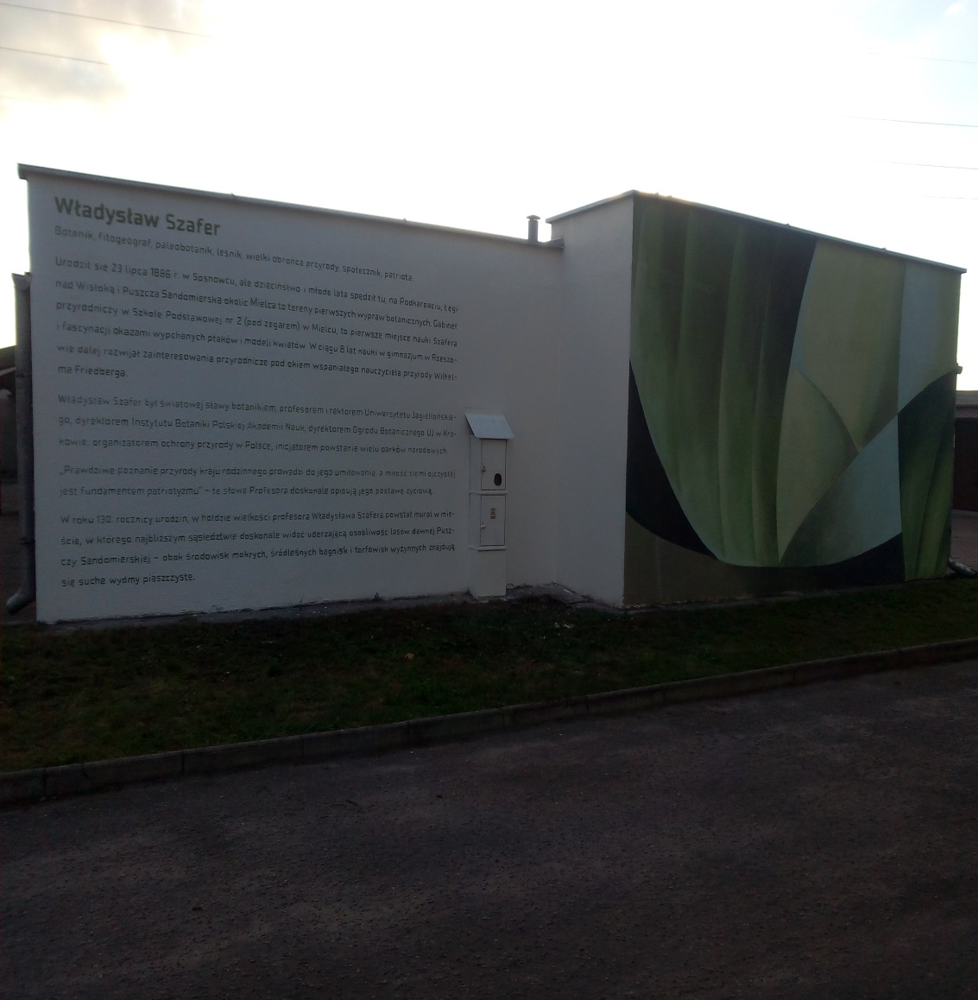 Władysław Szafer
Botanik, fitogeograf, paleobotanik, leśnik, wielki obrońca przyrody, społecznik, patriota
Urodził się 23 lipca 1886 r. w Sosnowcu, ale dzieciństwo i młode lata spędził tu, na Podkarpaciu. Łęgi
nad Wisłoką i Puszcza Sandomierska okolic Mielca to tereny pierwszych wypraw botanicznych. Gabinet
przyrodniczy w Szkole Podstawowej nr 2 (pod zegarem) w Mielcu, to pierwsze miejsce nauki Szafera
i fascynacji okazami wypchanych ptaków i modeli kwiatów. W ciągu 8 lat nauki w gimnazjum w Rzeszo-
wie dalej rozwijał zainteresowania przyrodnicze pod okiem wspaniałego nauczyciela przyrody Wilhel-
ma Friedberga.
Władysław Szafer był światowej sławy botanikiem, profesorem i rektorem Uniwersytetu Jagiellońskie-
go, dyrektorem Instytutu Botaniki Polskiej Akademii Nauk, dyrektorem Ogrodu Botanicznego UJ w Kra-
kowie, organizatorem ochrony przyrody w Polsce, inicjatorem powstania wielu parków narodowych.
„Prawdziwe poznanie przyrody kraju rodzinnego prowadzi do jego umiłowania, a miłość ziemi ojczystej
jest fundamentem patriotyzmu" – te słowa Profesora doskonale opisują jego postawę życiową.
W roku 130. rocznicy urodzin, w hołdzie wielkości profesora Władysława Szafera powstał mural w mie-
ście, w którego najbliższym sąsiedztwie doskonale widać uderzającą osobliwość lasów dawnej Pusz-
czy Sandomierskiej – obok środowisk mokrych, śródleśnych bagnisk i torfowisk wyżynnych znajdują
się suche wydmy piaszczyste.